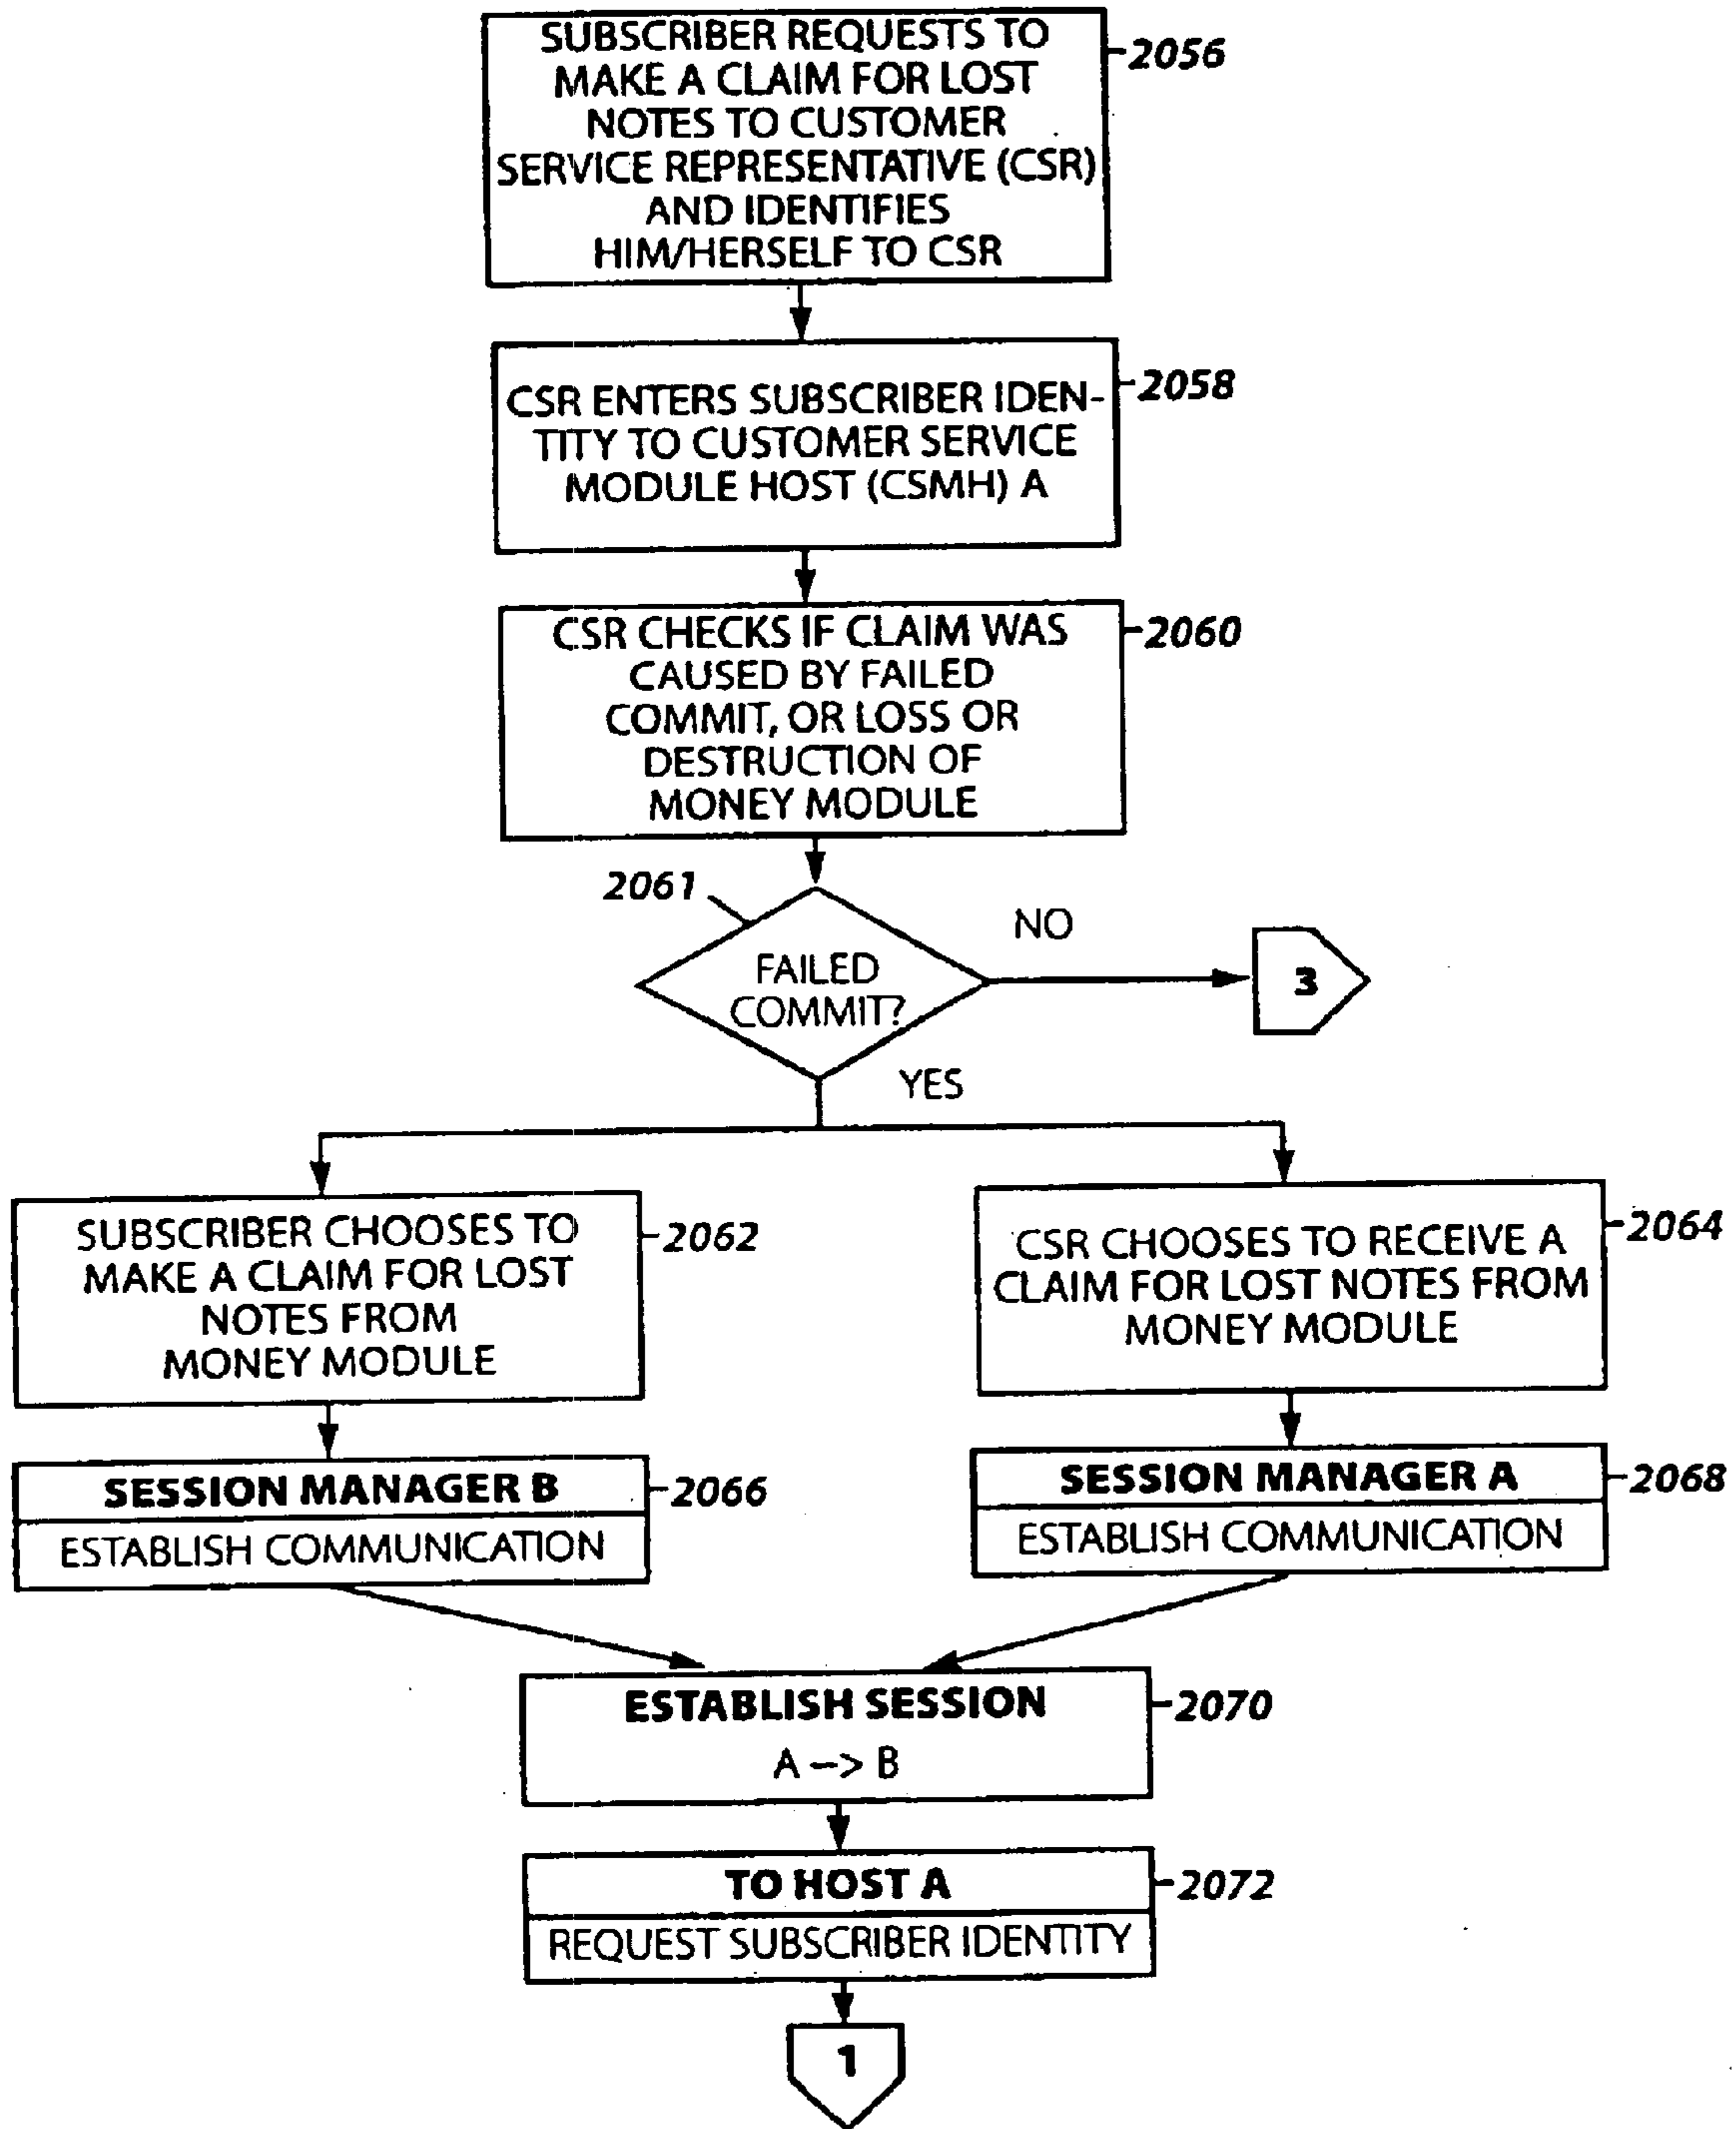 SUBSCRIBER REQUESTS TO
MAKE A CLAIM FOR LOST
NOTES TO CUSTOMER
SERVICE REPRESENTATIVE (CSR)
AND IDENTIFIES
HIM/HERSELF TO CSR
2056
CSR ENTERS SUBSCRIBER IDEN-
TITY TO CUSTOMER SERVICE
MODULE HOST (CSMH) A
2058
CSR CHECKS IF CLAIM WAS
CAUSED BY FAILED
COMMIT, OR LOSS OR
DESTRUCTION OF
MONEY MODULE
2060
2061
FAILED
COMMIT?
NO
3
YES
SUBSCRIBER CHOOSES TO
MAKE A CLAIM FOR LOST
NOTES FROM
MONEY MODULE
2062
CSR CHOOSES TO RECEIVE A
CLAIM FOR LOST NOTES FROM
MONEY MODULE
2064
SESSION MANAGER B
ESTABLISH COMMUNICATION
2066
SESSION MANAGER A
ESTABLISH COMMUNICATION
2068
ESTABLISH SESSION
A --> B
2070
TO HOST A
REQUEST SUBSCRIBER IDENTITY
2072
1